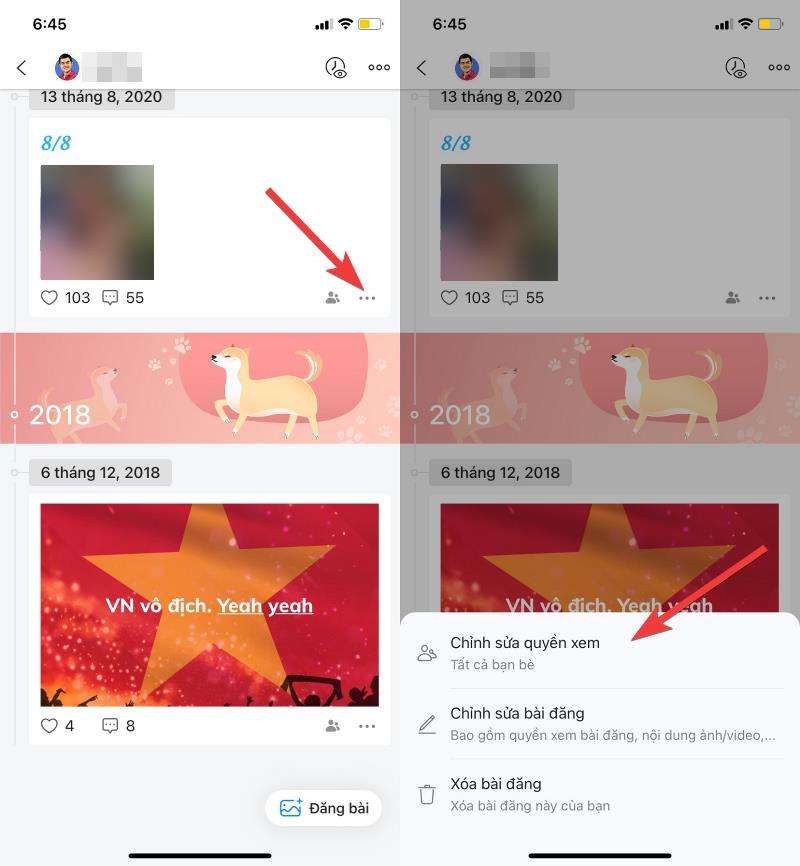 6:45
13 tháng 8, 2020
8/8
103 55
2018
6 tháng 12, 2018
VN vô địch. Yeah yeah
4 8
Đăng bài
6:45
13 tháng 8, 2020
8/8
103 55
2018
6 tháng 12, 2018
VN vô địch. Yeah yeah
Chỉnh sửa quyền xem
Tất cả bạn bè
Chỉnh sửa bài đăng
Bao gồm quyền xem bài đăng, nội dung ảnh/video,...
Xóa bài đăng
Xóa bài đăng này của bạn